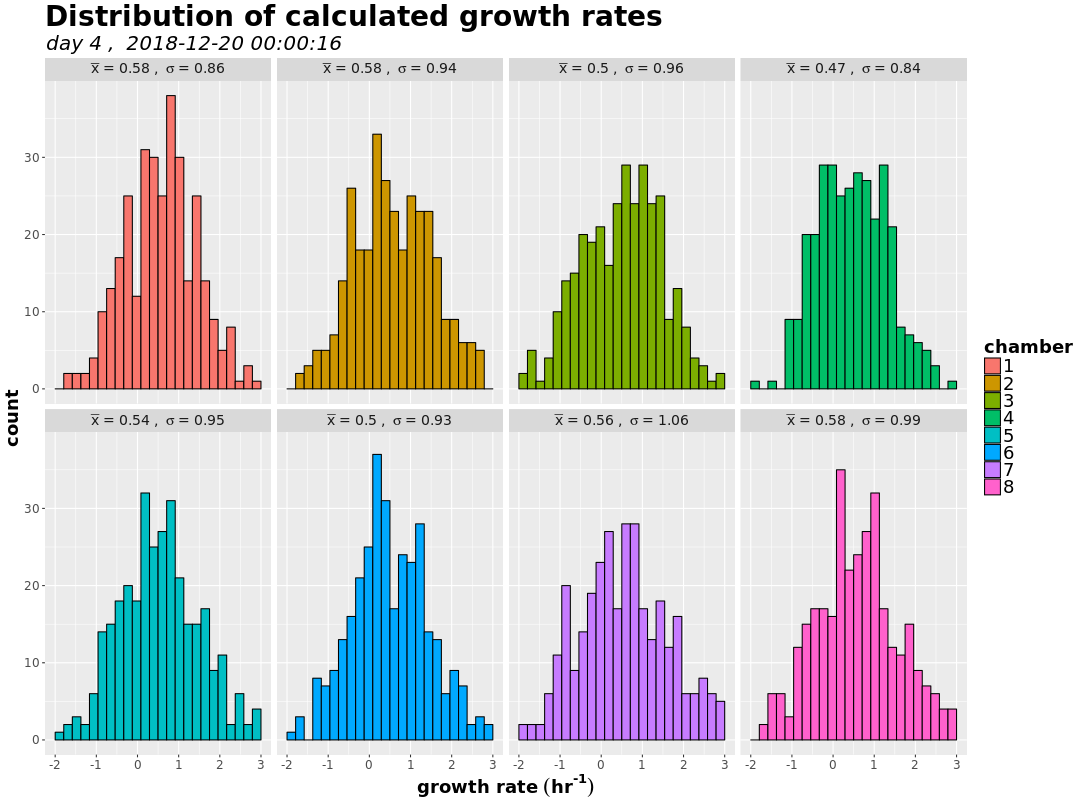 Distribution of calculated growth rates
day 4 ,  2018-12-20 00:00:16
x̅ = 0.58 ,  σ = 0.86
x̅ = 0.58 ,  σ = 0.94
x̅ = 0.5 ,  σ = 0.96
x̅ = 0.47 ,  σ = 0.84
30
20
10
0
count
x̅ = 0.54 ,  σ = 0.95
x̅ = 0.5 ,  σ = 0.93
x̅ = 0.56 ,  σ = 1.06
x̅ = 0.58 ,  σ = 0.99
30
20
10
0
-2 -1 0 1 2 3
-2 -1 0 1 2 3
-2 -1 0 1 2 3
-2 -1 0 1 2 3
growth rate (hr⁻¹)
chamber
1
2
3
4
5
6
7
8